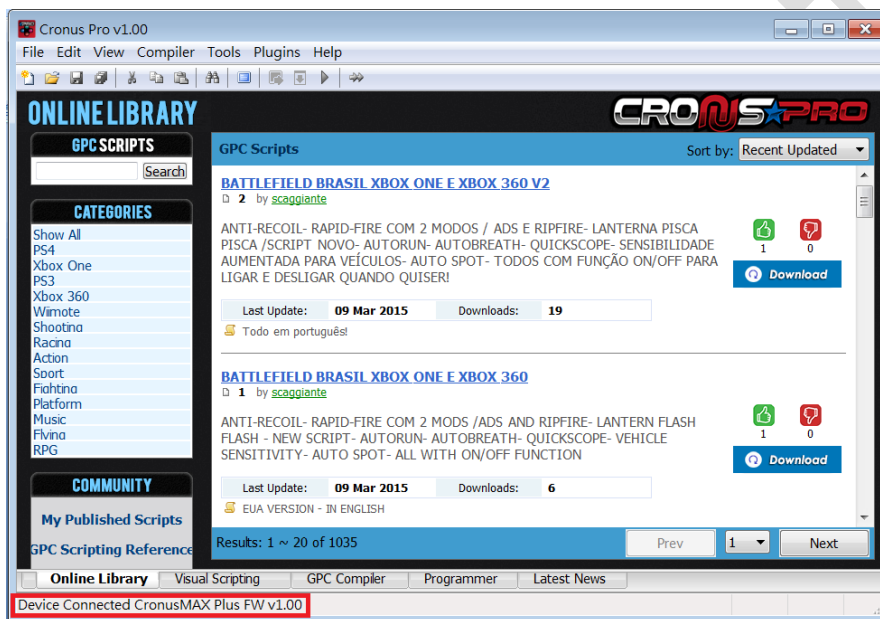 Cronus Pro v1.00
File Edit View Compiler Tools Plugins Help
ONLINE LIBRARY
CRONUS PRO
GPC SCRIPTS
Search
CATEGORIES
Show All
PS4
Xbox One
PS3
Xbox 360
Wiimote
Shooting
Racing
Action
Sport
Fighting
Platform
Music
Flying
RPG
COMMUNITY
My Published Scripts
GPC Scripting Reference
GPC Scripts
Sort by: Recent Updated
BATTLEFIELD BRASIL XBOX ONE E XBOX 360 V2
2 by scaggiante
ANTI-RECOIL- RAPID-FIRE COM 2 MODOS / ADS E RIPFIRE- LANTERNA PISCA
PISCA /SCRIPT NOVO- AUTORUN- AUTOBREATH- QUICKSCOPE- SENSIBILIDADE
AUMENTADA PARA VEÍCULOS- AUTO SPOT- TODOS COM FUNÇÃO ON/OFF PARA
LIGAR E DESLIGAR QUANDO QUISER!
1 0
Download
Last Update: 09 Mar 2015 Downloads: 19
Todo em português!
BATTLEFIELD BRASIL XBOX ONE E XBOX 360
1 by scaggiante
ANTI-RECOIL- RAPID-FIRE COM 2 MODS /ADS AND RIPFIRE- LANTERN FLASH
FLASH - NEW SCRIPT- AUTORUN- AUTOBREATH- QUICKSCOPE- VEHICLE
SENSITIVITY- AUTO SPOT- ALL WITH ON/OFF FUNCTION
1 0
Download
Last Update: 09 Mar 2015 Downloads: 6
EUA VERSION - IN ENGLISH
Results: 1 ~ 20 of 1035
Prev 1 Next
Online Library Visual Scripting GPC Compiler Programmer Latest News
Device Connected CronusMAX Plus FW v1.00